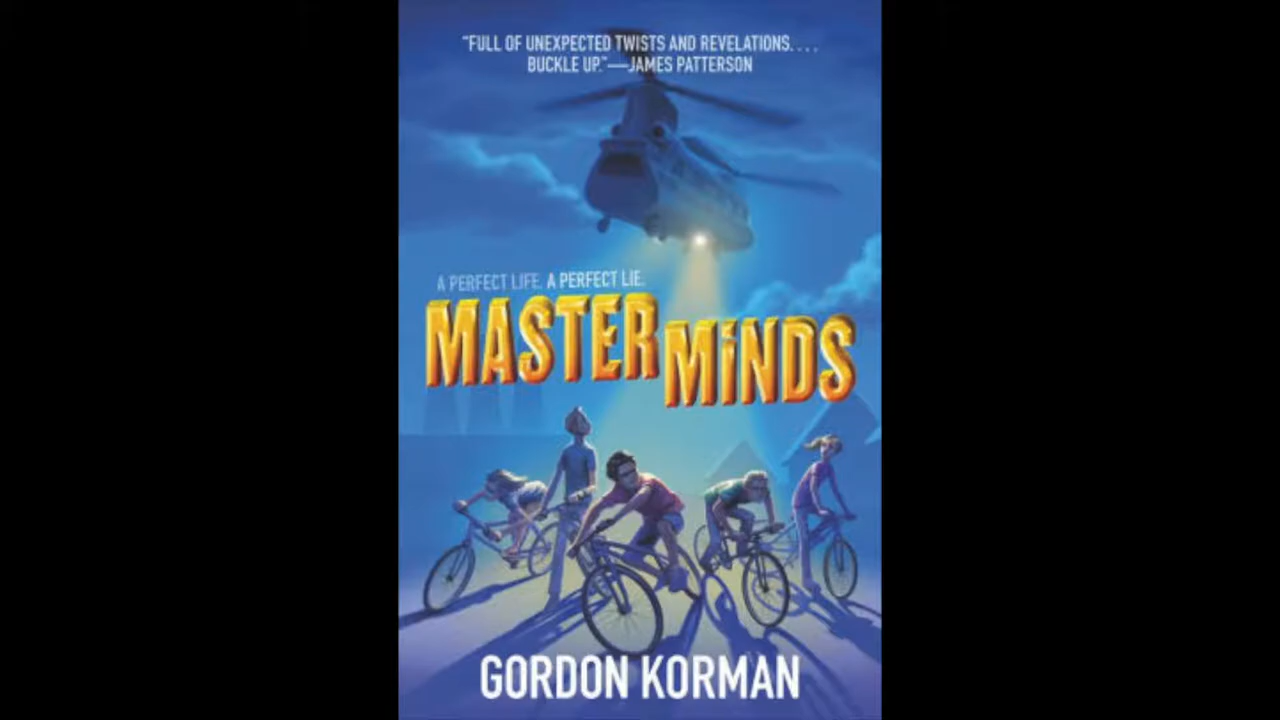 “FULL OF UNEXPECTED TWISTS AND REVELATIONS. . . .
BUCKLE UP.”—JAMES PATTERSON
A PERFECT LIFE. A PERFECT LIE.
MASTERMiNDS
GORDON KORMAN